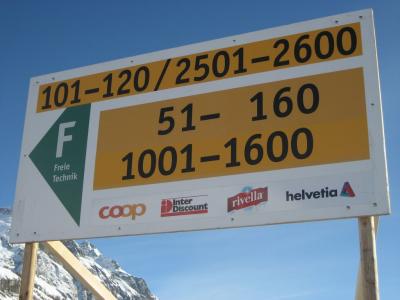 101-120/2501-2600
F
Freie
Technik
51- 160
1001-1600
coop
Inter
Discount
rivella
helvetia